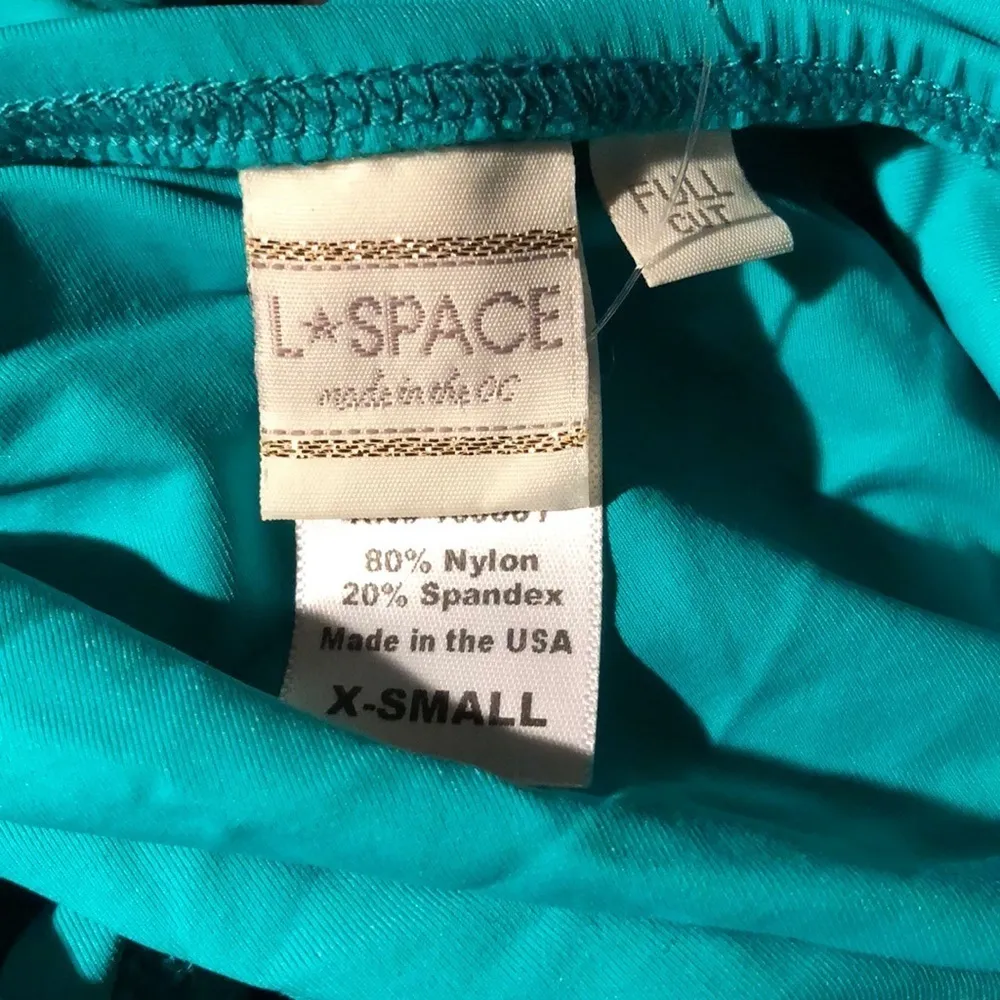 FULL
CUT
L★SPACE
made in the OC
80% Nylon
20% Spandex
Made in the USA
X-SMALL